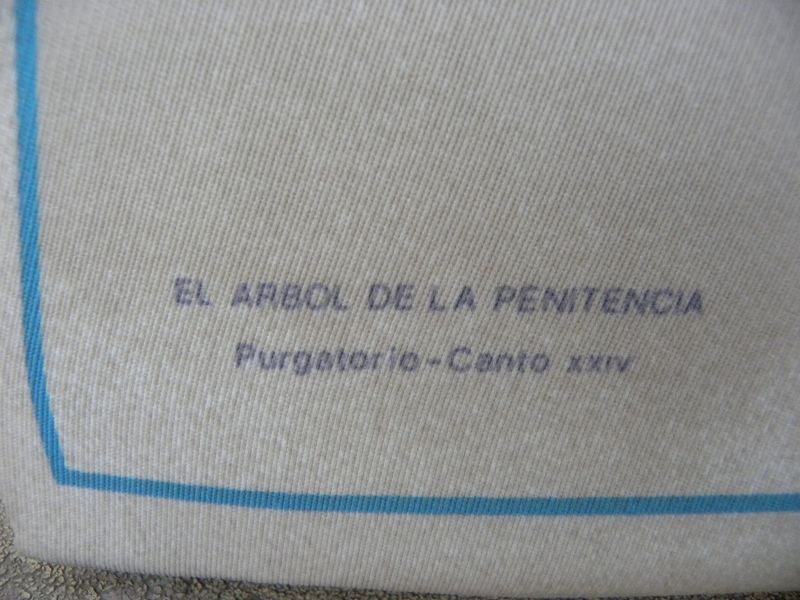 EL ARBOL DE LA PENITENCIA
Purgatorio-Canto XXIV